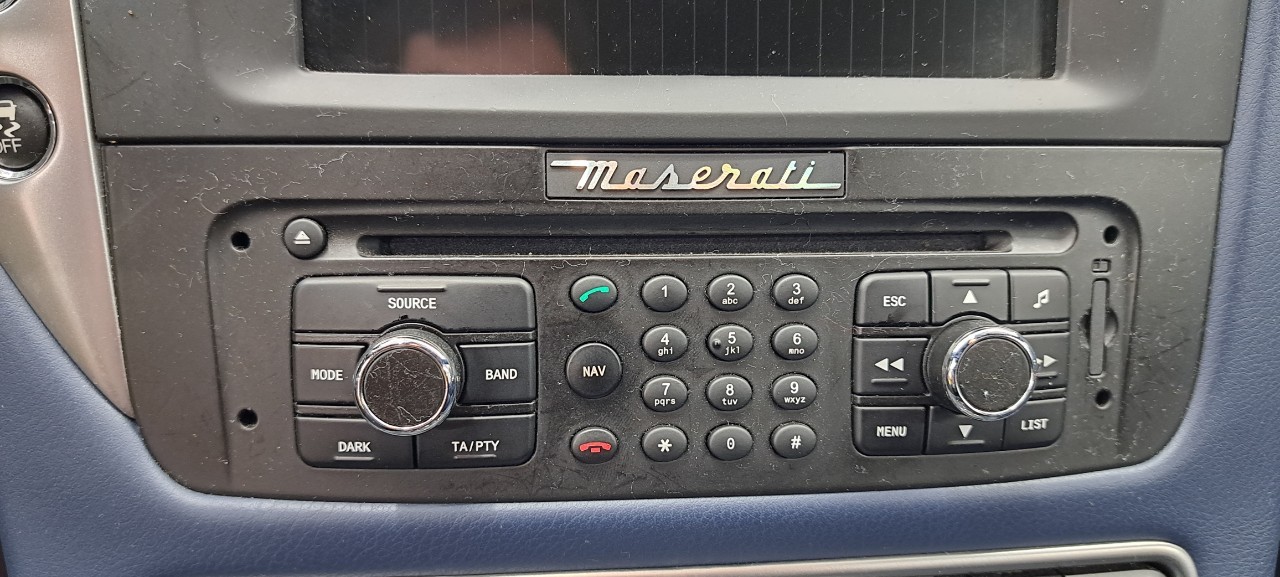 OFF
Maserati
SOURCE
MODE
BAND
DARK
TA/PTY
1
2
abc
3
def
4
ghi
5
jkl
6
mno
NAV
7
pqrs
8
tuv
9
wxyz
*
0
#
ESC
MENU
LIST